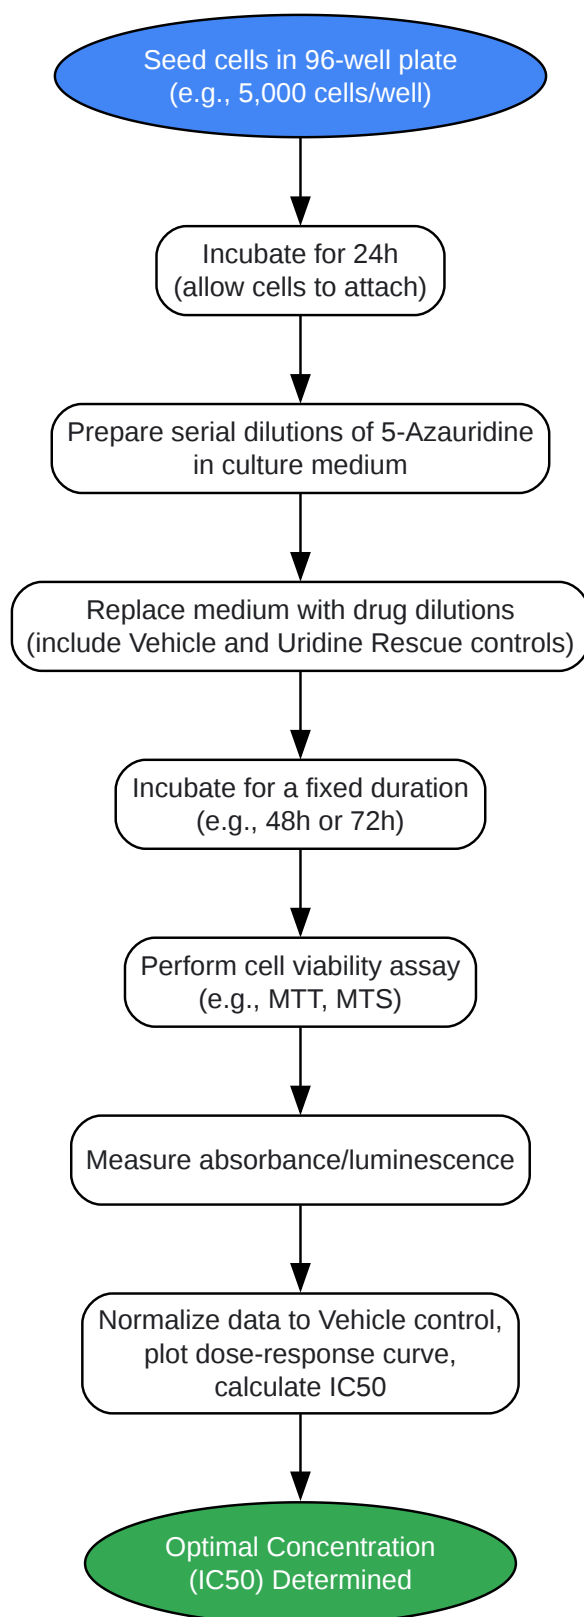 Seed cells in 96-well plate
(e.g., 5,000 cells/well)
Incubate for 24h
(allow cells to attach)
Prepare serial dilutions of 5-Azauridine
in culture medium
Replace medium with drug dilutions
(include Vehicle and Uridine Rescue controls)
Incubate for a fixed duration
(e.g., 48h or 72h)
Perform cell viability assay
(e.g., MTT, MTS)
Measure absorbance/luminescence
Normalize data to Vehicle control,
plot dose-response curve,
calculate IC50
Optimal Concentration
(IC50) Determined